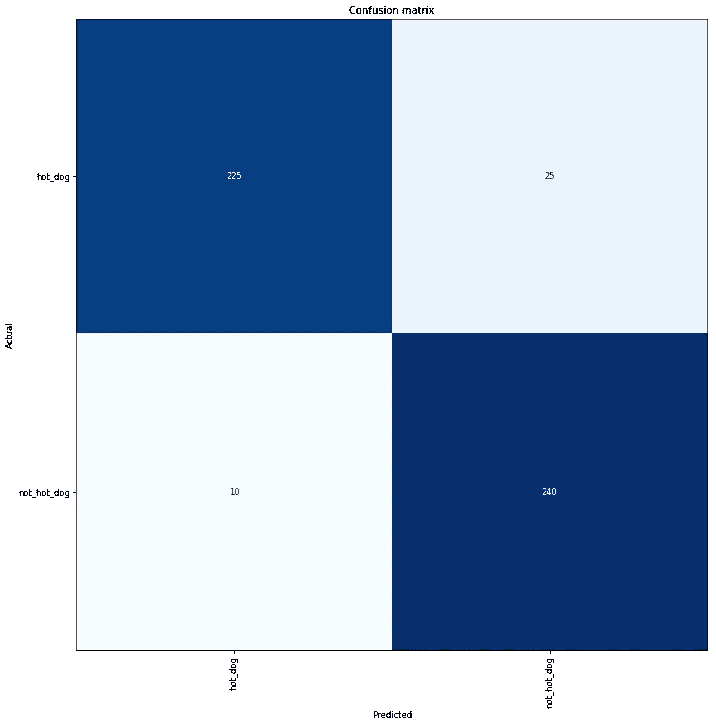 Confusion matrix
hot_dog
225
25
Actual
not_hot_dog
10
240
hot_dog
not_hot_dog
Predicted